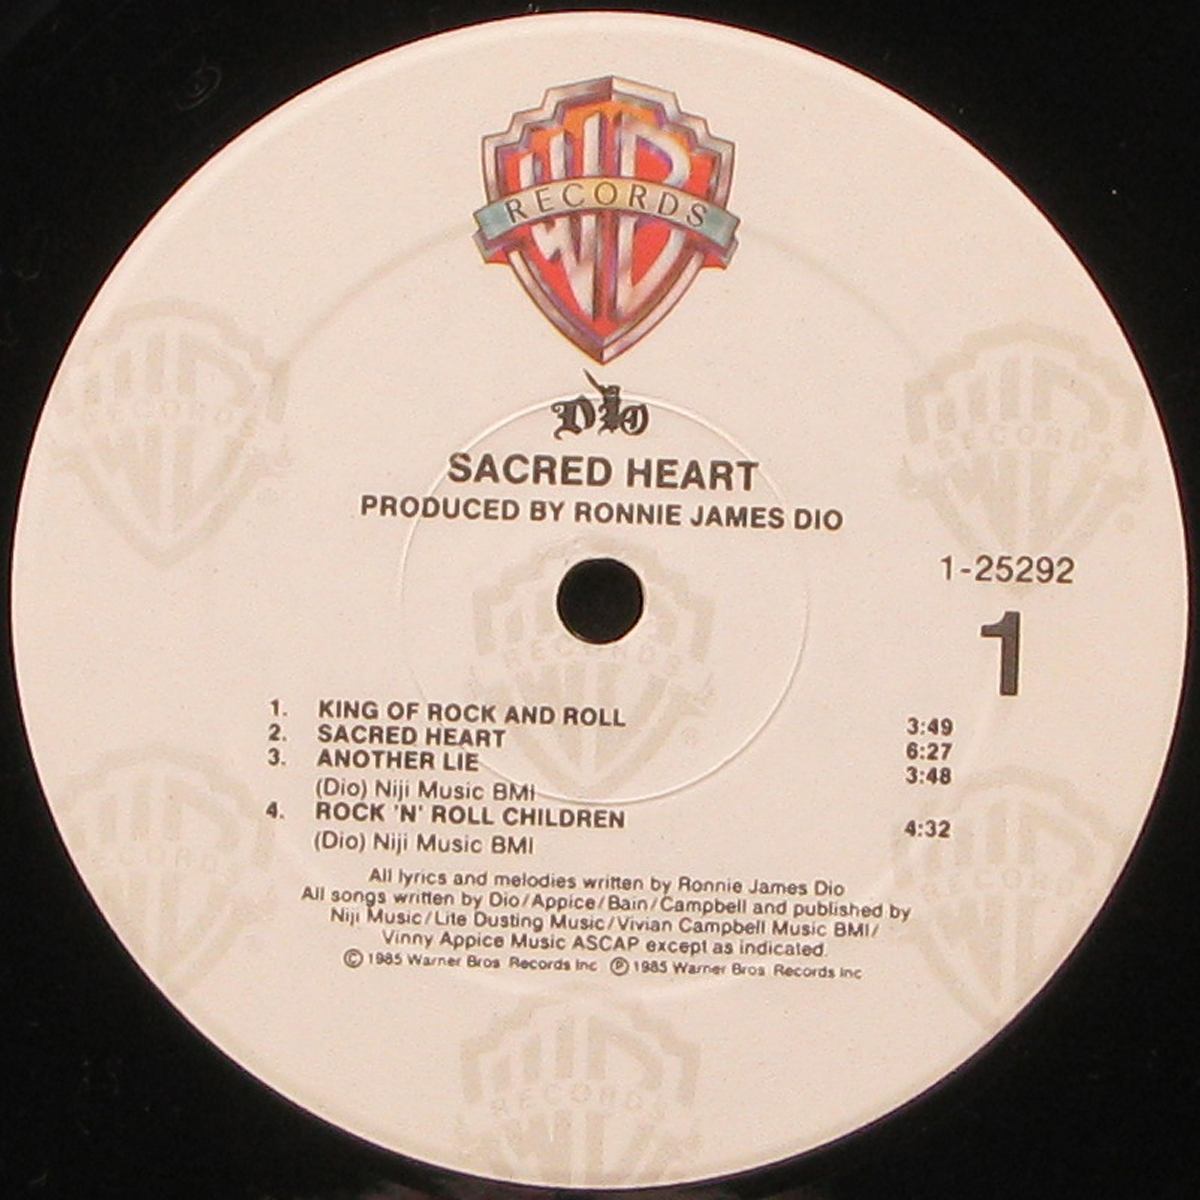 WB
RECORDS
DIO
SACRED HEART
PRODUCED BY RONNIE JAMES DIO
1-25292
1
1. KING OF ROCK AND ROLL 3:49
2. SACRED HEART 6:27
3. ANOTHER LIE 3:48
(Dio) Niji Music BMI
4. ROCK 'N' ROLL CHILDREN 4:32
(Dio) Niji Music BMI
All lyrics and melodies written by Ronnie James Dio
All songs written by Dio/Appice/Bain/Campbell and published by
Niji Music/Lite Dusting Music/Vivian Campbell Music BMI/
Vinny Appice Music ASCAP except as indicated.
© 1985 Warner Bros Records Inc ℗ 1985 Warner Bros Records Inc